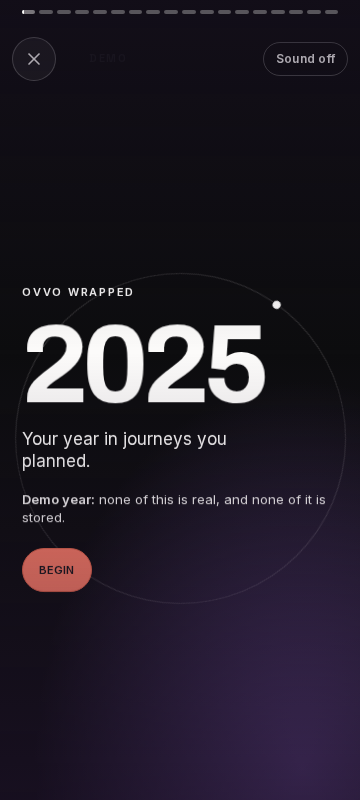 DEMO
Sound off
OVVO WRAPPED
2025
Your year in journeys you
planned.
Demo year: none of this is real, and none of it is
stored.
BEGIN